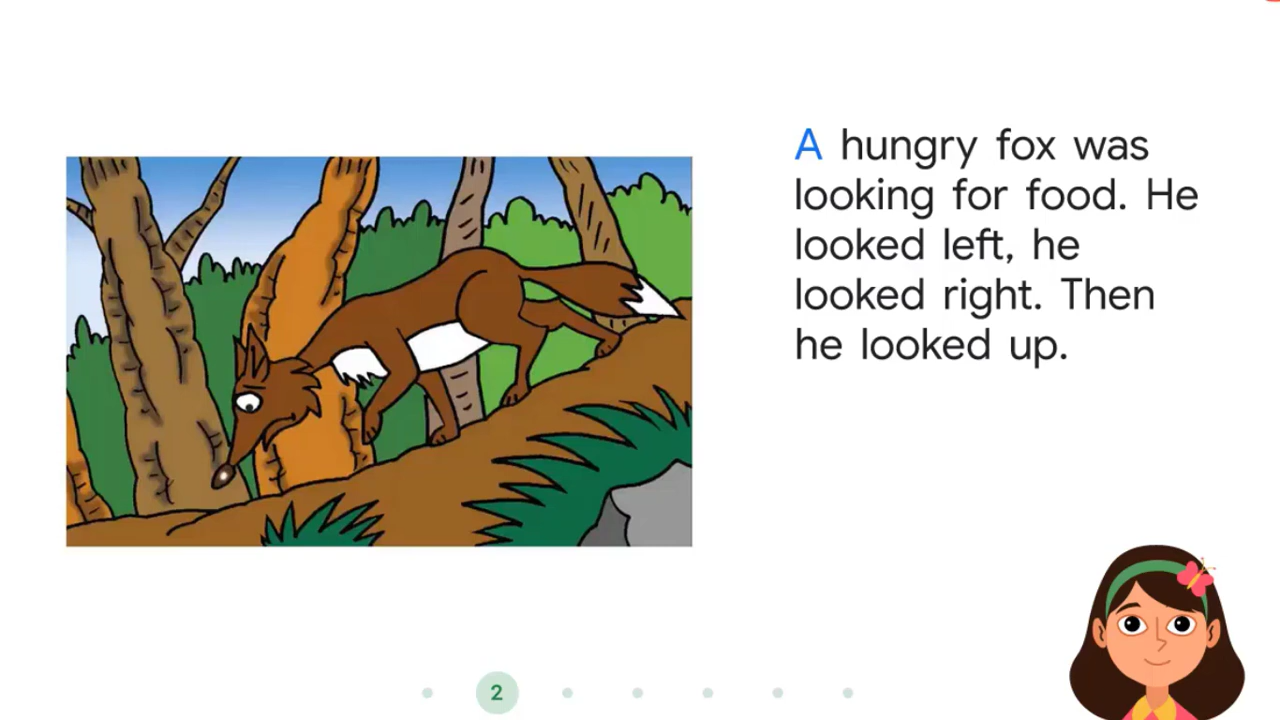 A hungry fox was
looking for food. He
looked left, he
looked right. Then
he looked up.
2